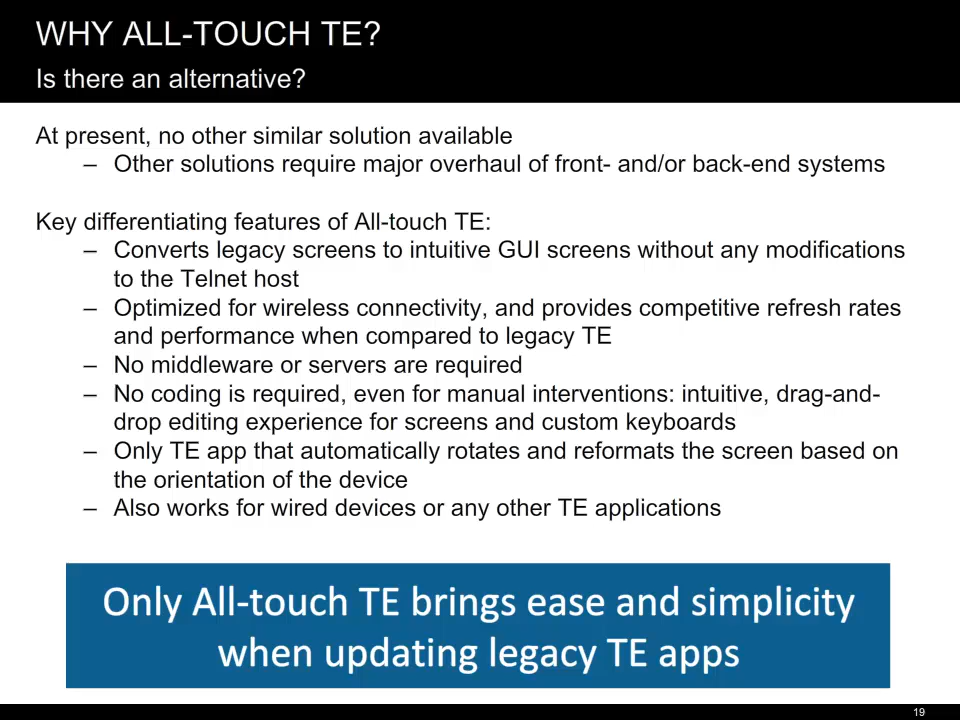 WHY ALL-TOUCH TE?
Is there an alternative?
At present, no other similar solution available
– Other solutions require major overhaul of front- and/or back-end systems
Key differentiating features of All-touch TE:
– Converts legacy screens to intuitive GUI screens without any modifications
to the Telnet host
– Optimized for wireless connectivity, and provides competitive refresh rates
and performance when compared to legacy TE
– No middleware or servers are required
– No coding is required, even for manual interventions: intuitive, drag-and-
drop editing experience for screens and custom keyboards
– Only TE app that automatically rotates and reformats the screen based on
the orientation of the device
– Also works for wired devices or any other TE applications
Only All-touch TE brings ease and simplicity
when updating legacy TE apps
19